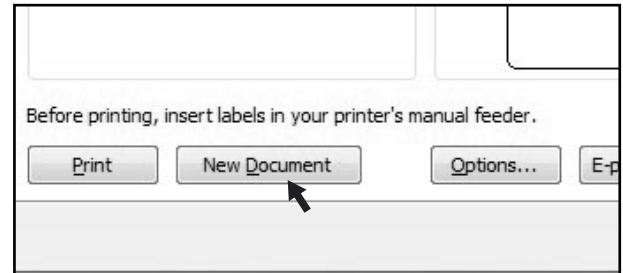 Before printing, insert labels in your printer's manual feeder.
Print New Document Options... E-p